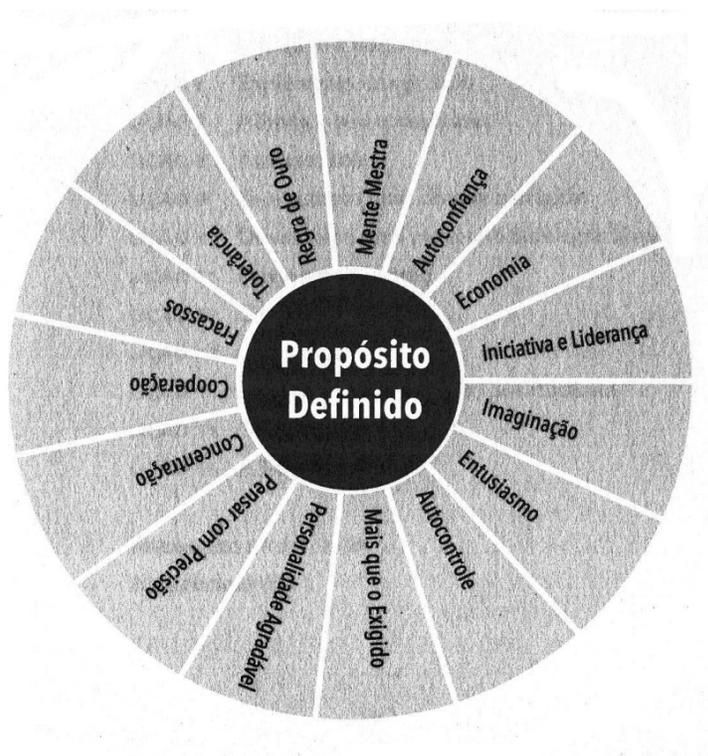 Propósito
Definido
Mente Mestra
Autoconfiança
Economia
Iniciativa e Liderança
Imaginação
Entusiasmo
Autocontrole
Mais que o Exigido
Personalidade Agradável
Pensar com Precisão
Concentração
Cooperação
Fracassos
Tolerância
Regra de Ouro